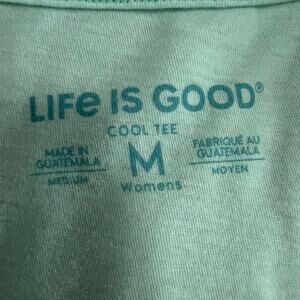 LIFe IS GOOD®
COOL TEE
MADE IN
GUATEMALA
MEDIUM
M
Womens
FABRIQUÉ AU
GUATEMALA
MOYEN